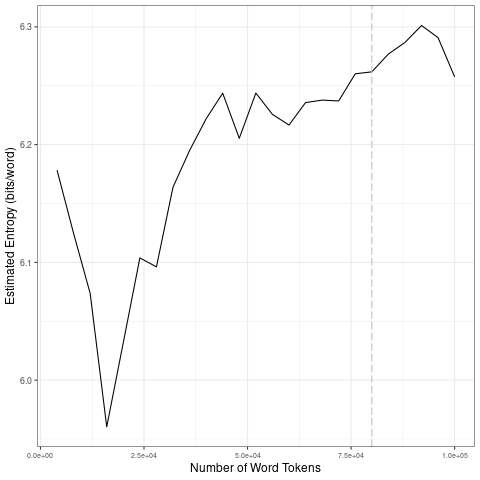 6.3
6.2
6.1
6.0
Estimated Entropy (bits/word)
0.0e+00 2.5e+04 5.0e+04 7.5e+04 1.0e+05
Number of Word Tokens